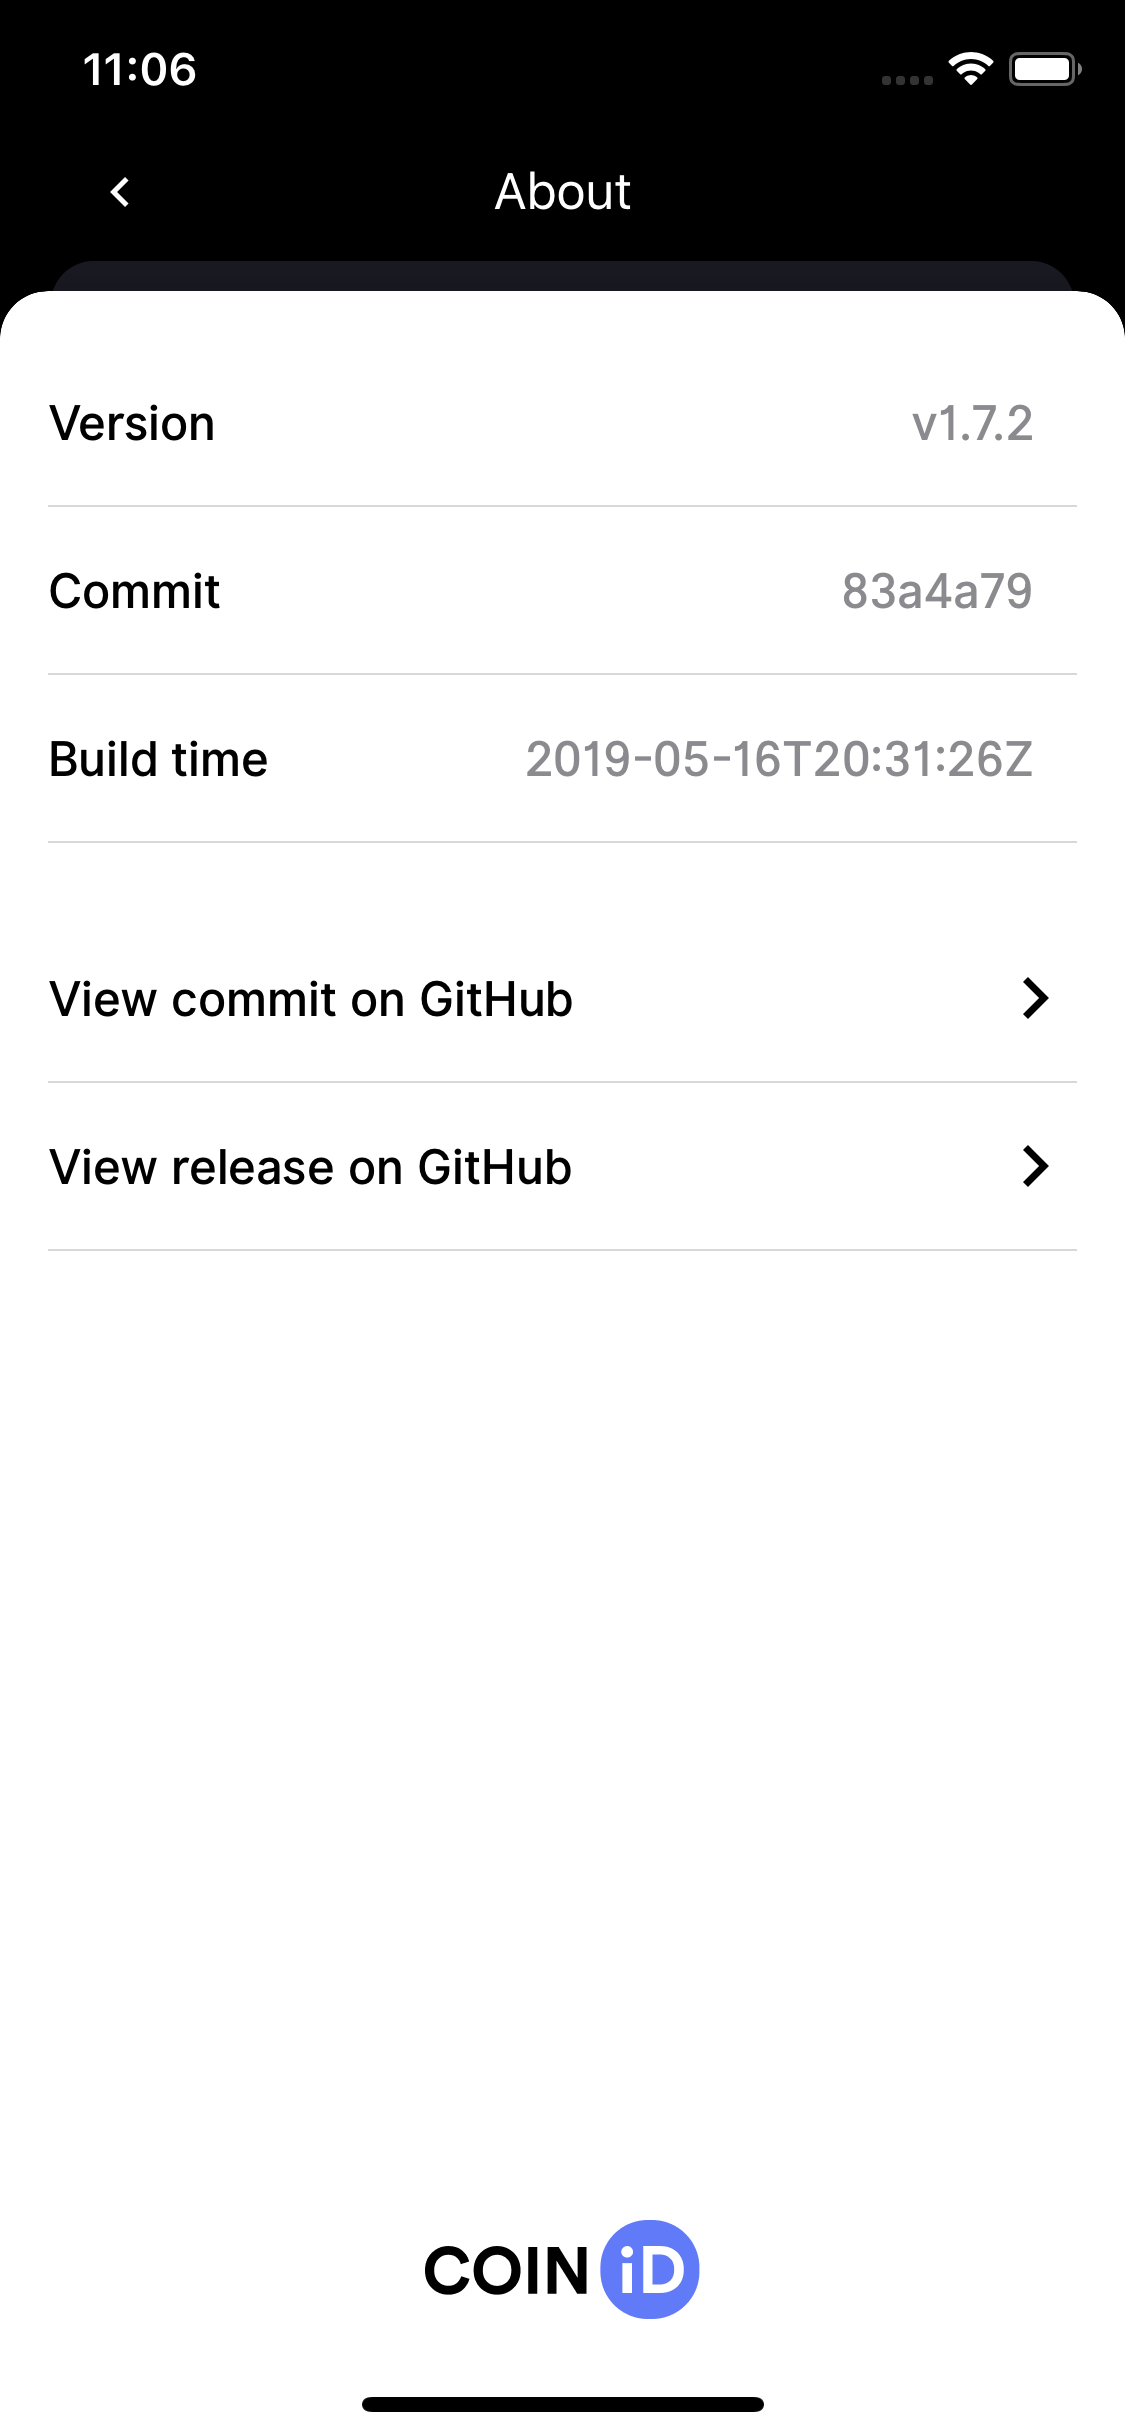 11:06
About
Version v1.7.2
Commit 83a4a79
Build time 2019-05-16T20:31:26Z
View commit on GitHub
View release on GitHub
COIN iD